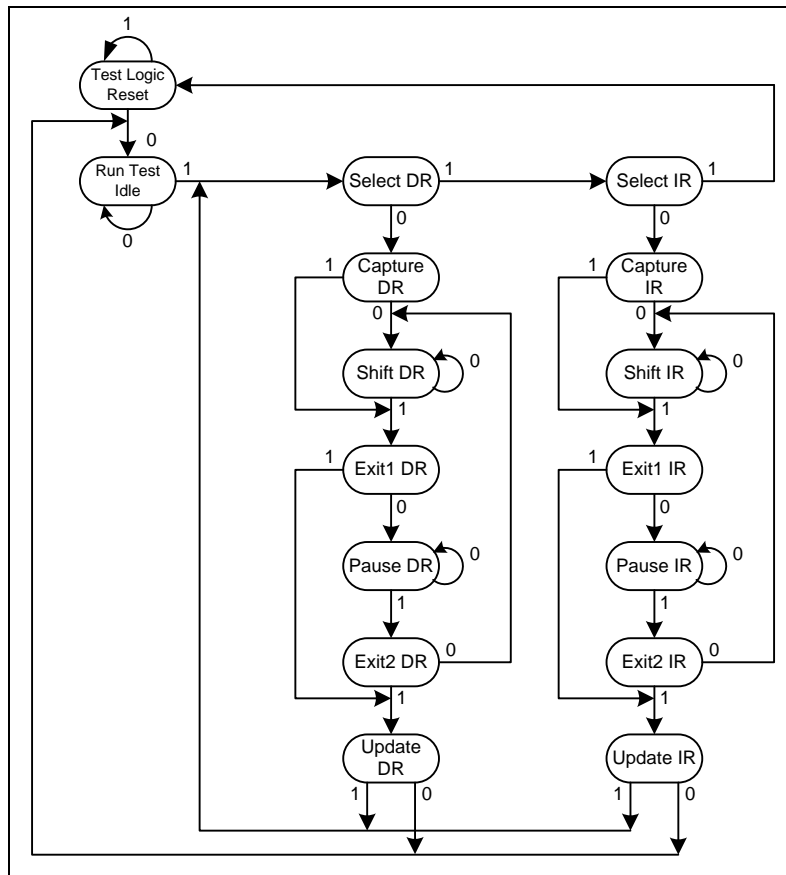 1
Test Logic
Reset
0
Run Test
Idle
1
0
Select DR
1
Select IR
1
0
0
1
Capture
DR
1
Capture
IR
0
0
Shift DR
0
Shift IR
0
1
1
1
Exit1 DR
1
Exit1 IR
0
0
Pause DR
0
Pause IR
0
1
1
Exit2 DR
0
Exit2 IR
0
1
1
Update
DR
Update IR
1
0
1
0